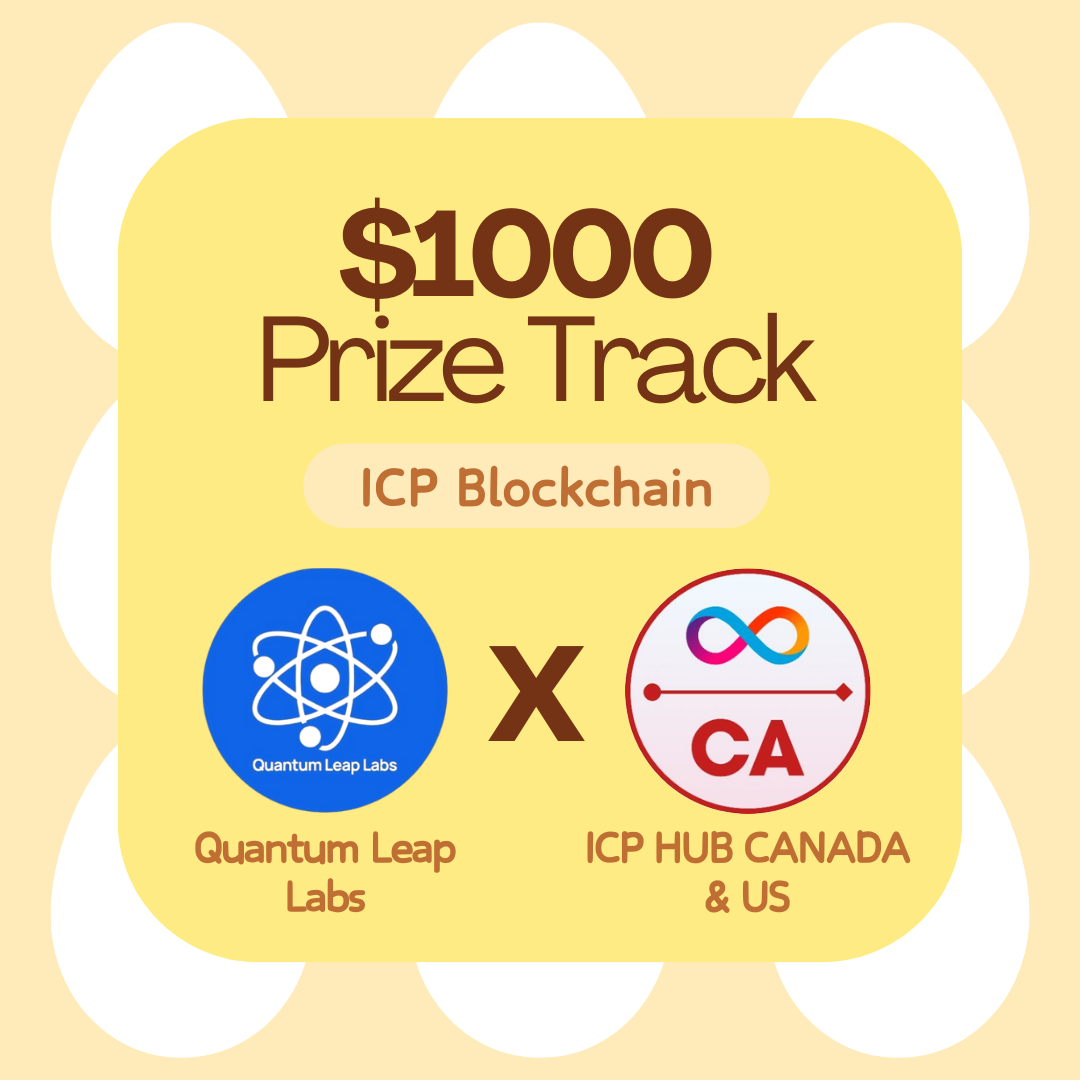 $1000
Prize Track
ICP Blockchain
Quantum Leap Labs
X
CA
Quantum Leap
Labs
ICP HUB CANADA
& US